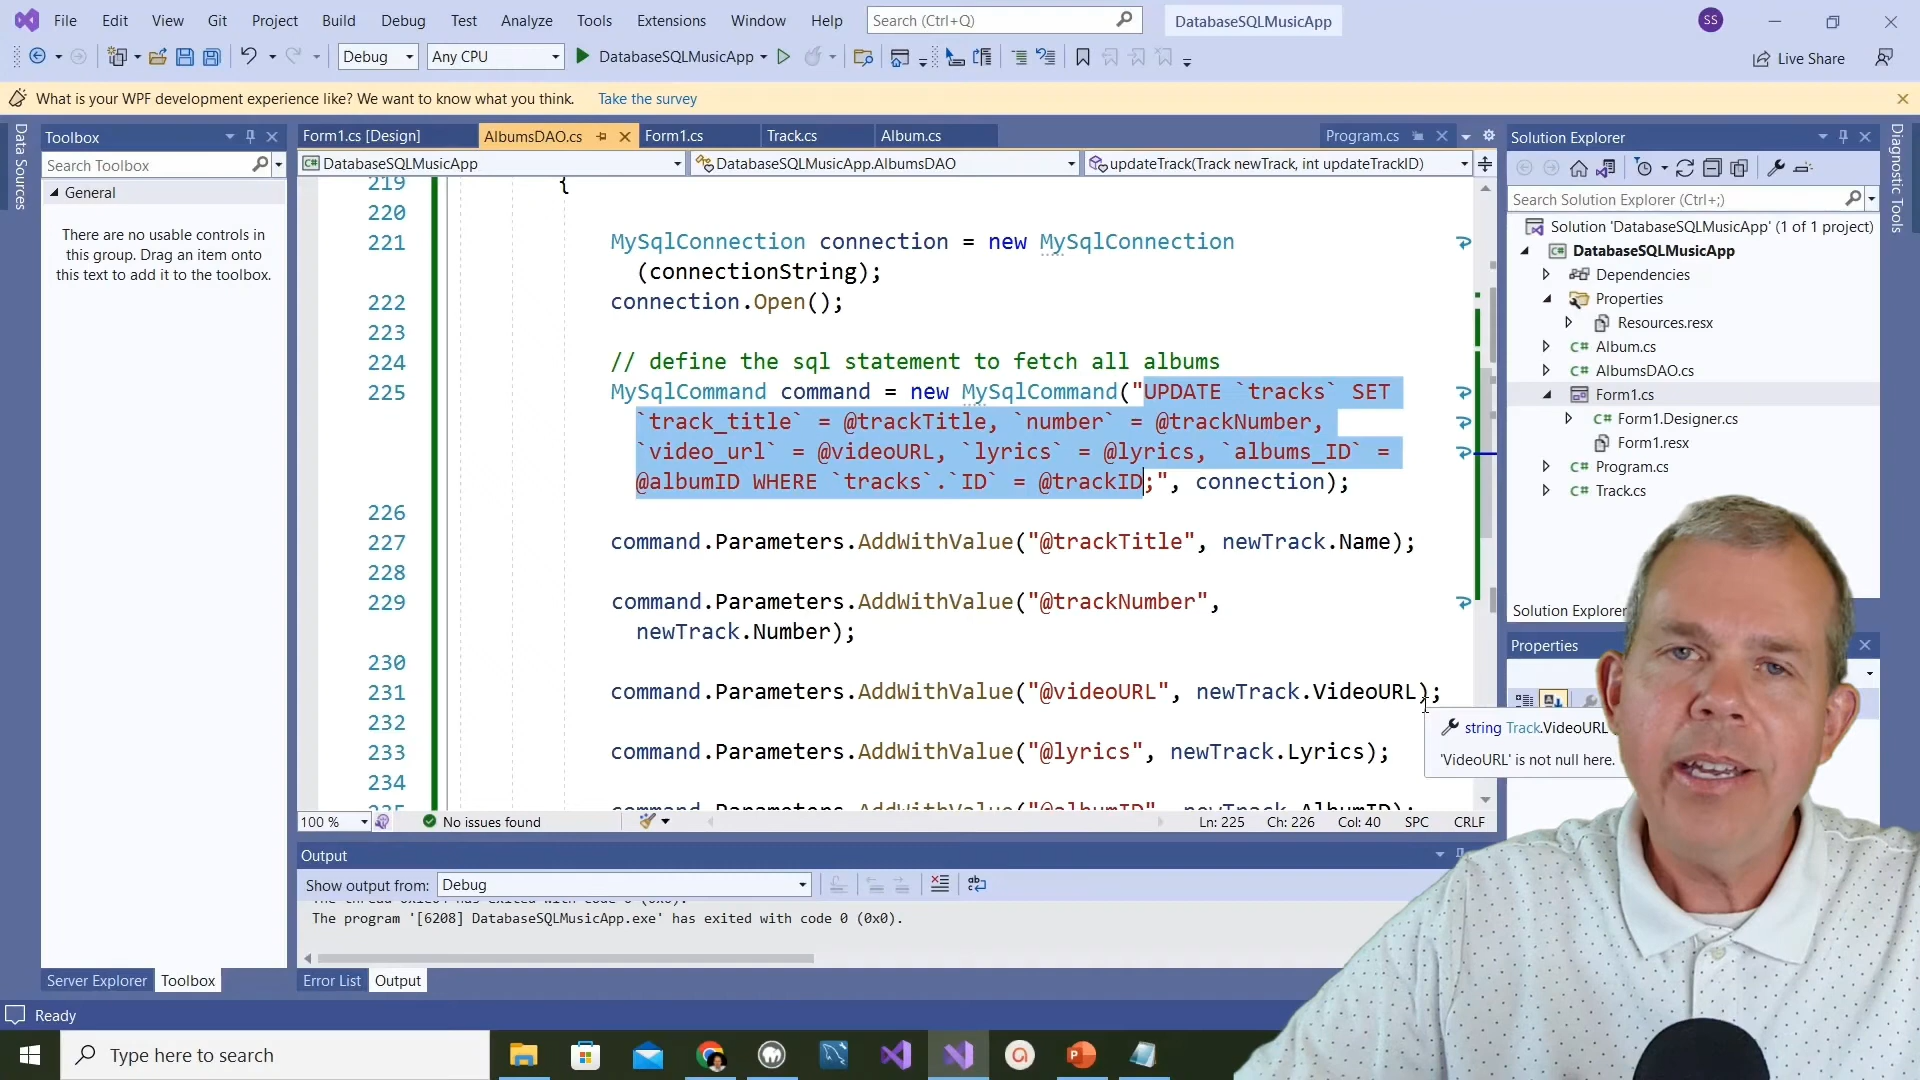 File Edit View Git Project Build Debug Test Analyze Tools Extensions Window Help Search (Ctrl+Q) DatabaseSQLMusicApp SS
Debug Any CPU DatabaseSQLMusicApp Live Share
What is your WPF development experience like? We want to know what you think. Take the survey
Data Sources
Toolbox
Search Toolbox
General
There are no usable controls in
this group. Drag an item onto
this text to add it to the toolbox.
Server Explorer Toolbox
Form1.cs [Design] AlbumsDAO.cs Form1.cs Track.cs Album.cs Program.cs
DatabaseSQLMusicApp DatabaseSQLMusicApp.AlbumsDAO updateTrack(Track newTrack, int updateTrackID)
219 {
220
221 MySqlConnection connection = new MySqlConnection
(connectionString);
222 connection.Open();
223
224 // define the sql statement to fetch all albums
225 MySqlCommand command = new MySqlCommand("UPDATE `tracks` SET
`track_title` = @trackTitle, `number` = @trackNumber,
`video_url` = @videoURL, `lyrics` = @lyrics, `albums_ID` =
@albumID WHERE `tracks`.`ID` = @trackID;", connection);
226
227 command.Parameters.AddWithValue("@trackTitle", newTrack.Name);
228
229 command.Parameters.AddWithValue("@trackNumber",
newTrack.Number);
230
231 command.Parameters.AddWithValue("@videoURL", newTrack.VideoURL);
232
233 command.Parameters.AddWithValue("@lyrics", newTrack.Lyrics);
234
235 command.Parameters.AddWithValue("@albumID", newTrack.AlbumID);
string Track.VideoURL
'VideoURL' is not null here.
100 % No issues found Ln: 225 Ch: 226 Col: 40 SPC CRLF
Output
Show output from: Debug
The program '[6208] DatabaseSQLMusicApp.exe' has exited with code 0 (0x0).
Error List Output
Solution Explorer
Search Solution Explorer (Ctrl+;)
Solution 'DatabaseSQLMusicApp' (1 of 1 project)
DatabaseSQLMusicApp
Dependencies
Properties
Resources.resx
Album.cs
AlbumsDAO.cs
Form1.cs
Form1.Designer.cs
Form1.resx
Program.cs
Track.cs
Solution Explorer
Properties
Diagnostic Tools
Ready
Type here to search